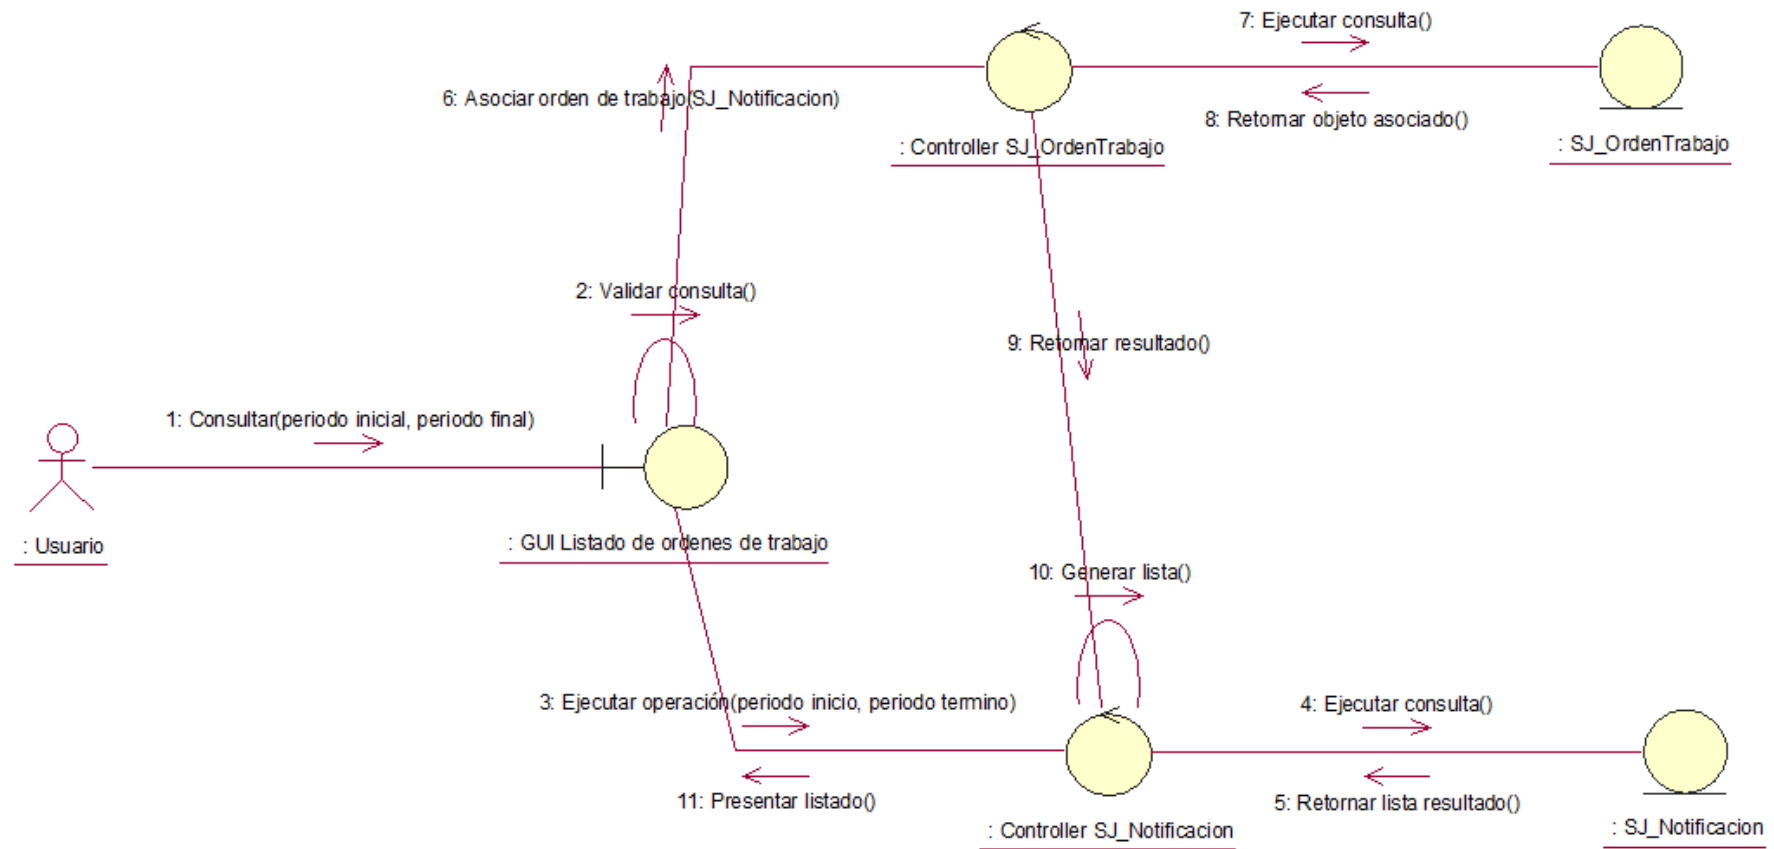 7: Ejecutar consulta()
6: Asociar orden de trabajo(SJ_Notificacion)
8: Retornar objeto asociado()
: Controller SJ_OrdenTrabajo
: SJ_OrdenTrabajo
2: Validar consulta()
9: Retornar resultado()
1: Consultar(periodo inicial, periodo final)
: Usuario
: GUI Listado de ordenes de trabajo
10: Generar lista()
3: Ejecutar operación(periodo inicio, periodo termino)
4: Ejecutar consulta()
11: Presentar listado()
5: Retornar lista resultado()
: Controller SJ_Notificacion
: SJ_Notificacion